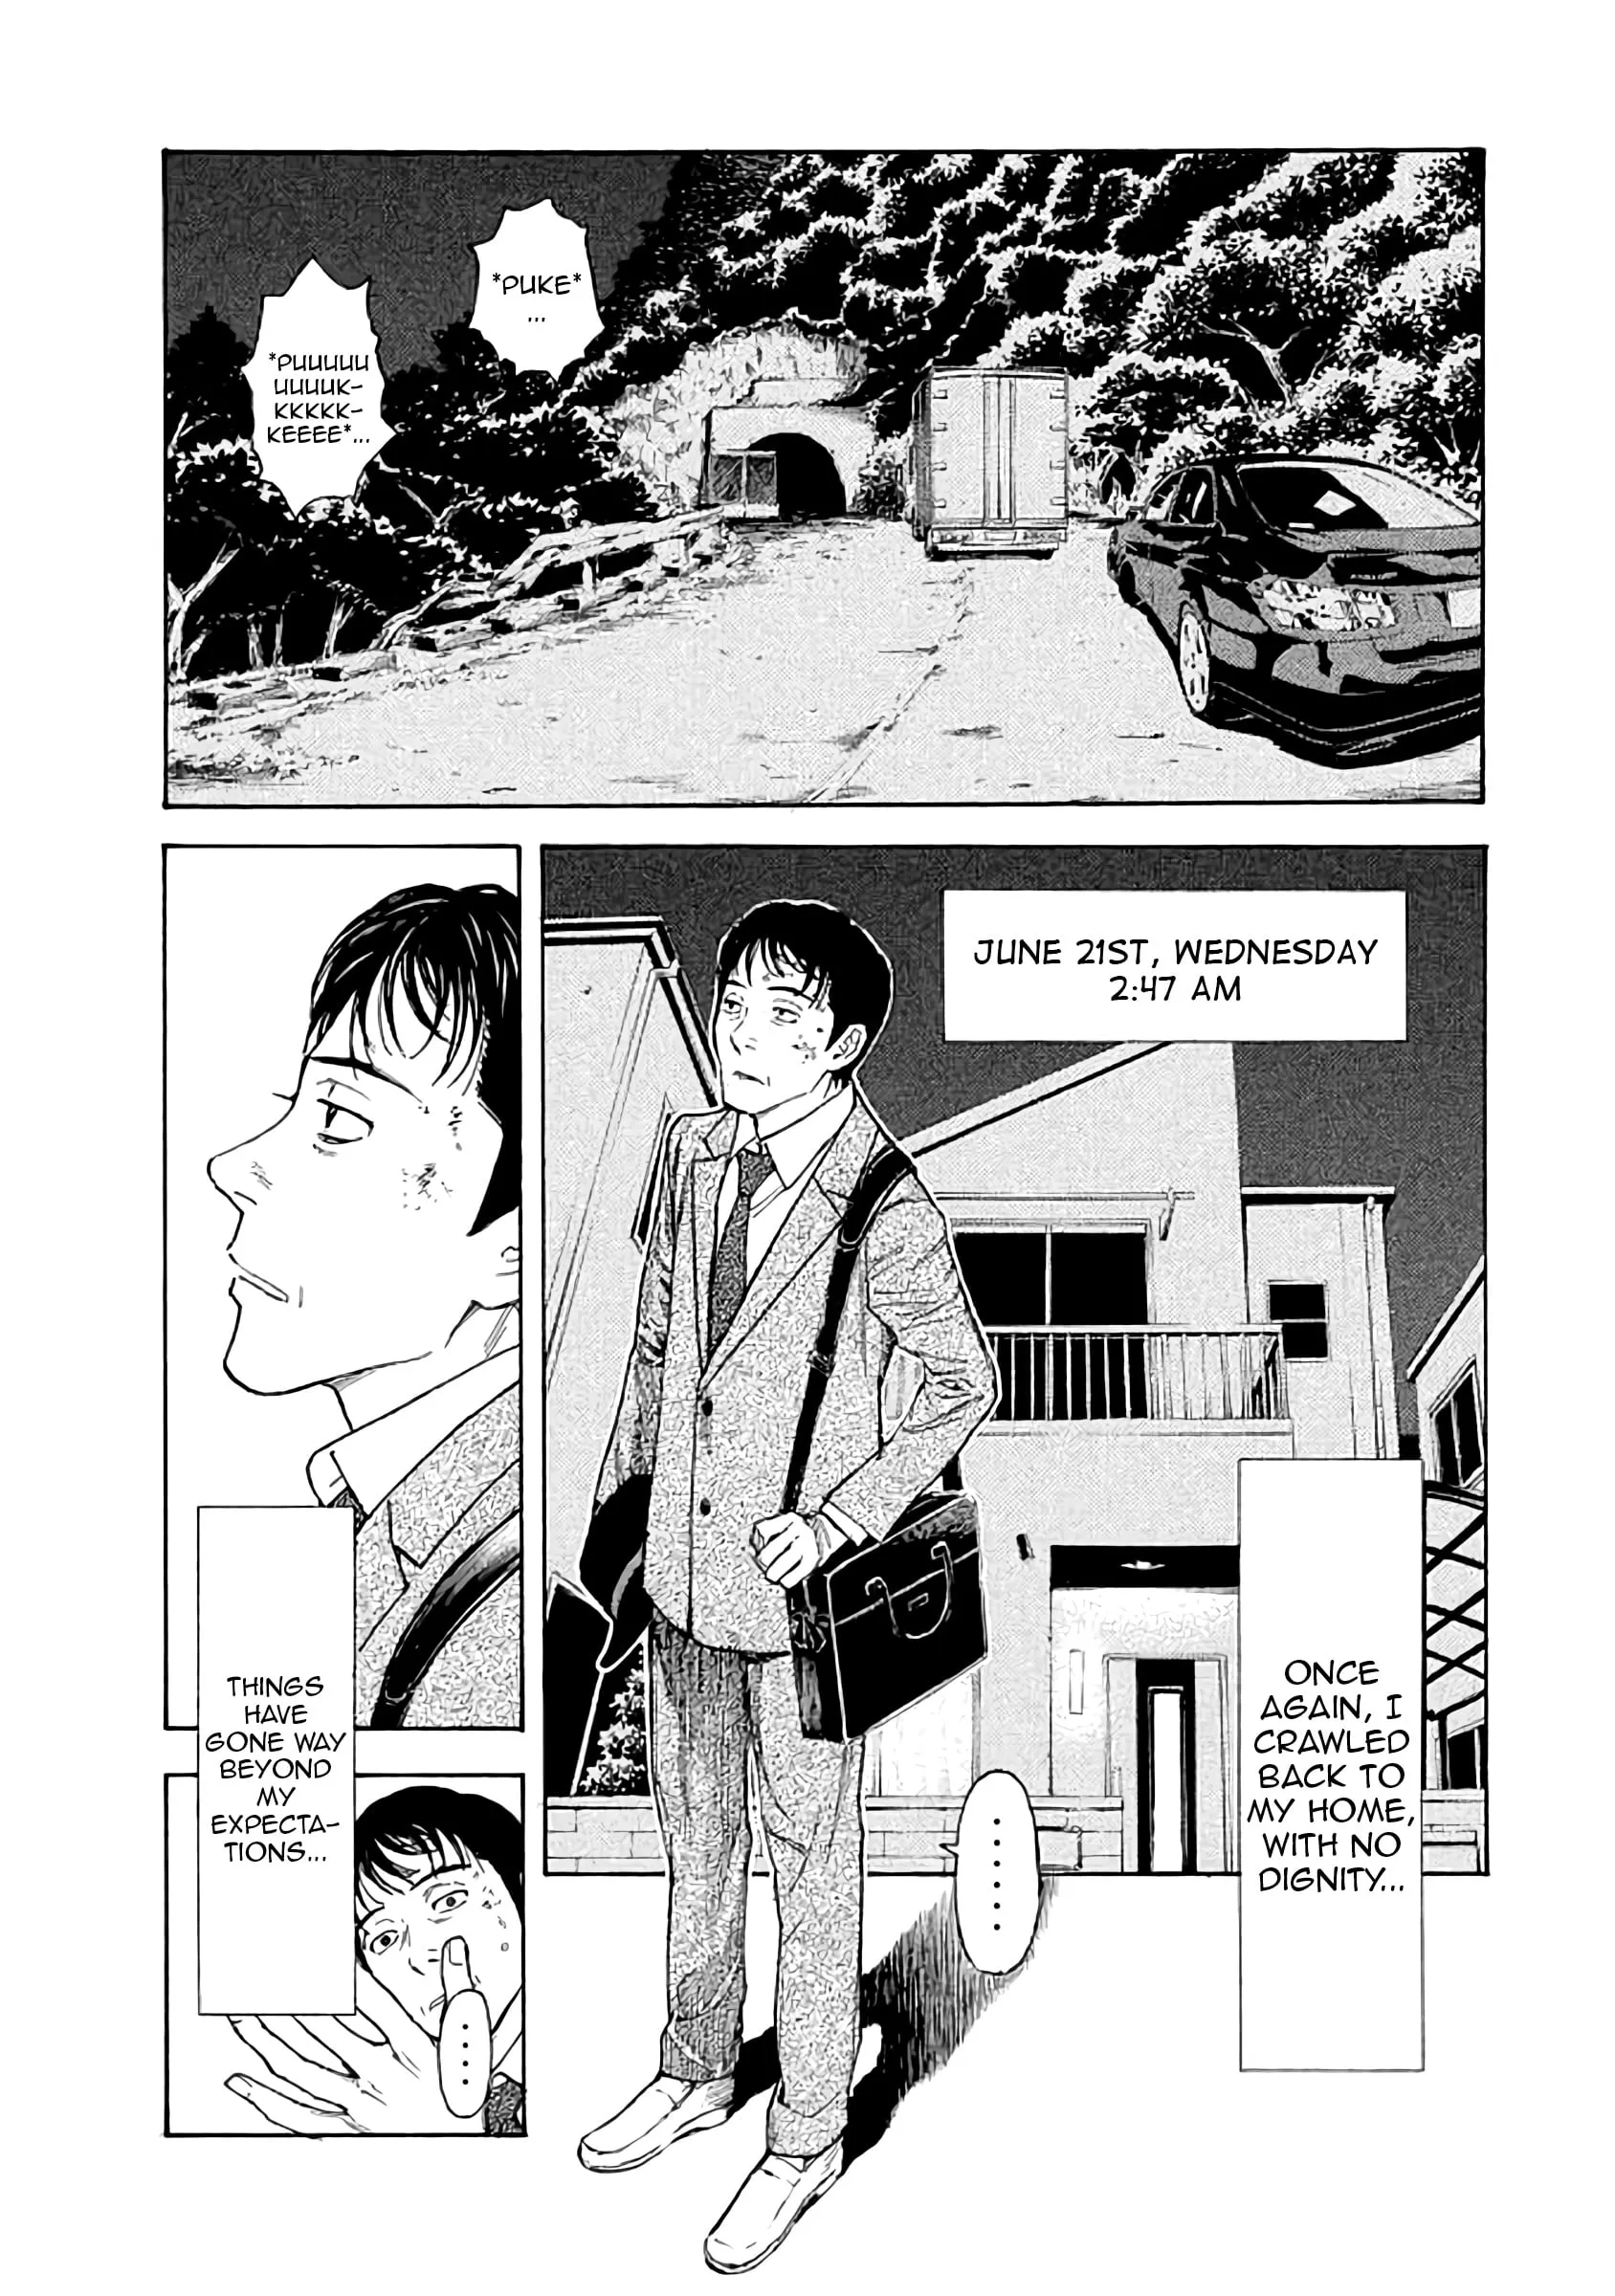 *PUKE*
...
*PUUUUU
UUUUK-
KKKKK-
KEEEE*...
JUNE 21ST, WEDNESDAY
2:47 AM
ONCE
AGAIN, I
CRAWLED
BACK TO
MY HOME,
WITH NO
DIGNITY...
......
THINGS
HAVE
GONE WAY
BEYOND
MY
EXPECTA-
TIONS...
....